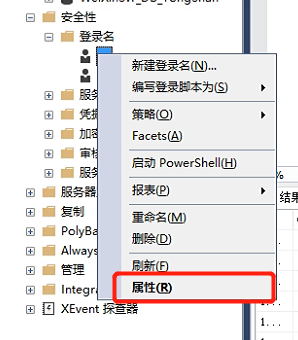 安全性
登录名
新建登录名(N)...
编写登录脚本为(S)
策略(O)
Facets(A)
启动 PowerShell(H)
报表(P)
重命名(M)
删除(D)
刷新(F)
属性(R)
服务
凭据
加密
审核
服务
服务器
复制
PolyBa
Always
管理
Integra
XEvent 探查器
%
结果
1...
1...
1...